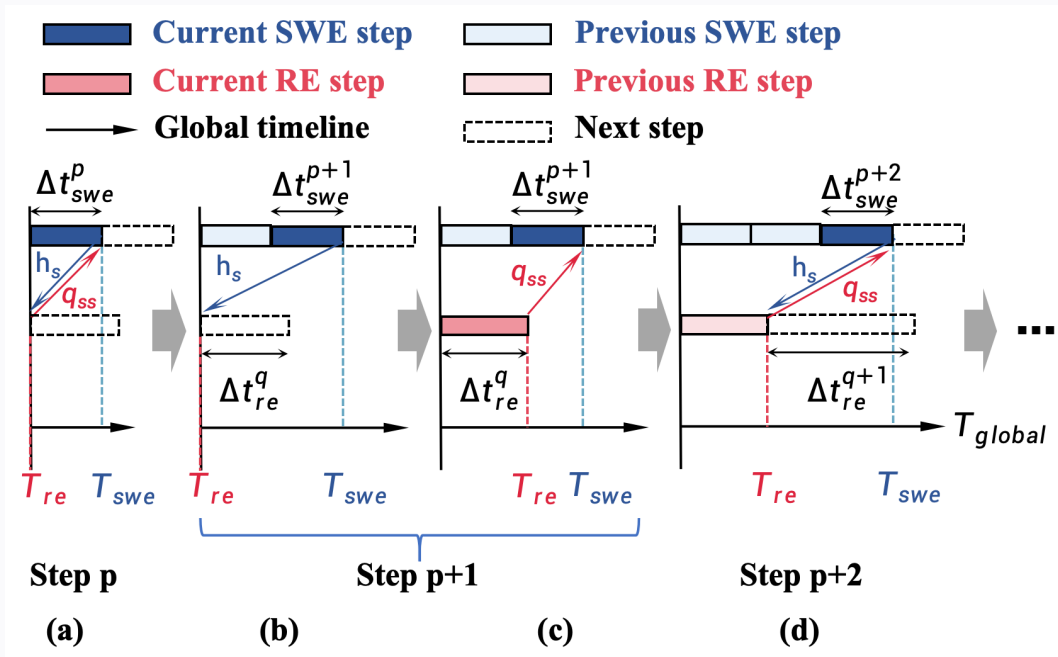 Current SWE step
Previous SWE step
Current RE step
Previous RE step
Global timeline
Next step
Δt^p_swe
Δt^{p+1}_swe
Δt^{p+1}_swe
Δt^{p+2}_swe
h_s
q_ss
h_s
q_ss
h_s
q_ss
Δt^q_re
Δt^q_re
Δt^{q+1}_re
...
T_global
T_re
T_swe
T_re
T_swe
T_re
T_swe
T_re
T_swe
Step p
Step p+1
Step p+2
(a)
(b)
(c)
(d)